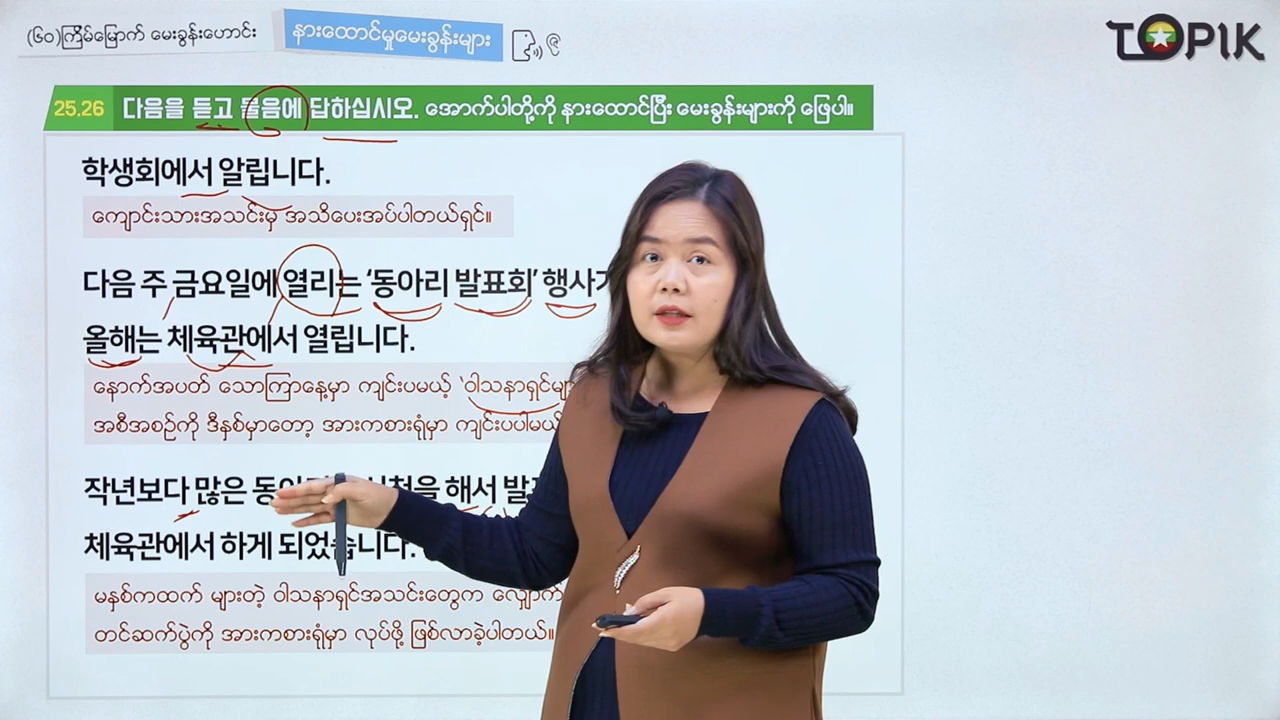 (၆၀)ကြိမ်မြောက် မေးခွန်းဟောင်း
နားထောင်မှုမေးခွန်းများ
၉
TOPIK
25.26 다음을 듣고 물음에 답하십시오. အောက်ပါတို့ကို နားထောင်ပြီး မေးခွန်းများကို ဖြေပါ။
학생회에서 알립니다.
ကျောင်းသားအသင်းမှ အသိပေးအပ်ပါတယ်ရှင်။
다음 주 금요일에 열리는 ‘동아리 발표회’ 행사
올해는 체육관에서 열립니다.
နောက်အပတ် သောကြာနေ့မှာ ကျင်းပမယ့် ‘ဝါသနာရှင်များ
အစီအစဉ်ကို ဒီနှစ်မှာတော့ အားကစားရုံမှာ ကျင်းပပါမယ်
작년보다 많은 해서
체육관에서 하게 되었습니다.
မနှစ်ကထက် များတဲ့ ဝါသနာရှင်အသင်းတွေက
တင်ဆက်ပွဲကို အားကစားရုံမှာ လုပ်ဖို့ ဖြစ်လာခဲ့ပါတယ်။